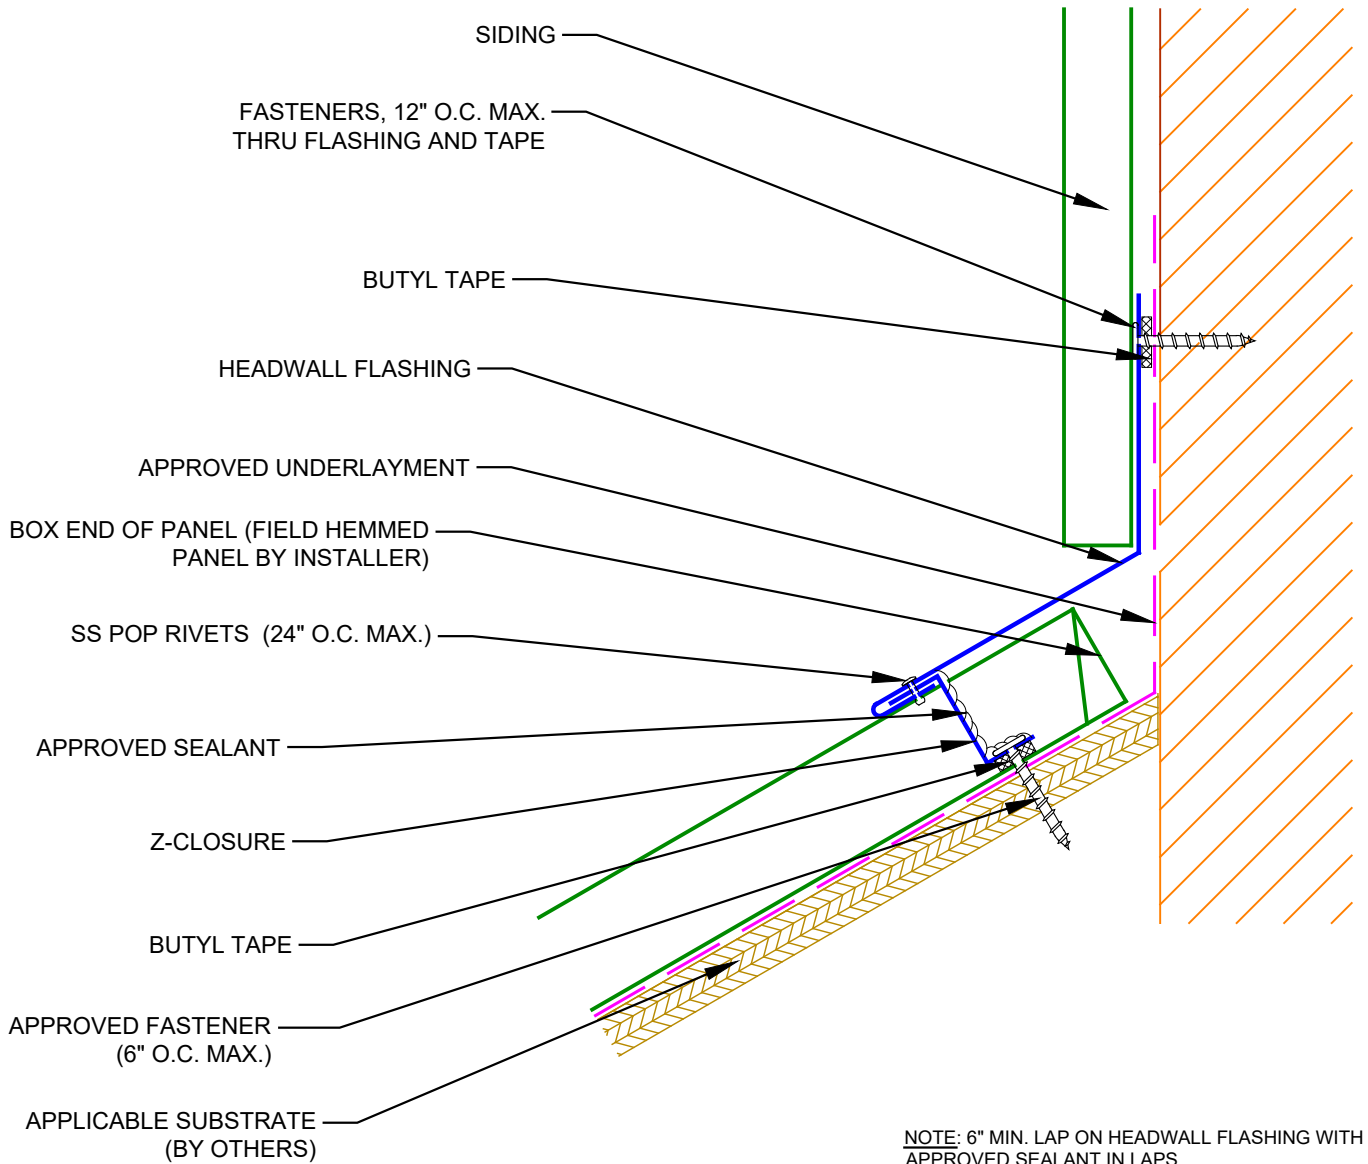 SIDING
FASTENERS, 12" O.C. MAX.
THRU FLASHING AND TAPE
BUTYL TAPE
HEADWALL FLASHING
APPROVED UNDERLAYMENT
BOX END OF PANEL (FIELD HEMMED
PANEL BY INSTALLER)
SS POP RIVETS (24" O.C. MAX.)
APPROVED SEALANT
Z-CLOSURE
BUTYL TAPE
APPROVED FASTENER
(6" O.C. MAX.)
APPLICABLE SUBSTRATE
(BY OTHERS)
NOTE: 6" MIN. LAP ON HEADWALL FLASHING WITH
APPROVED SEALANT IN LAPS